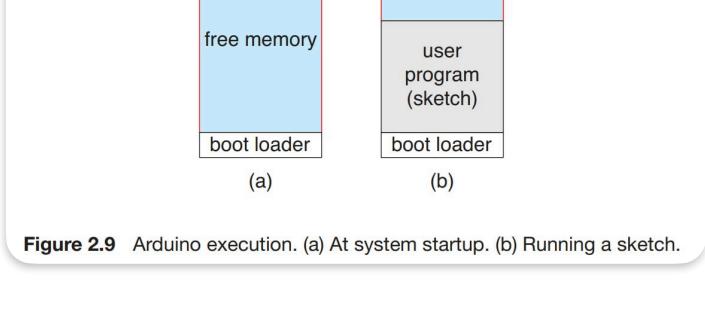 free memory
user
program
(sketch)
boot loader
boot loader
(a)
(b)
Figure 2.9 Arduino execution. (a) At system startup. (b) Running a sketch.